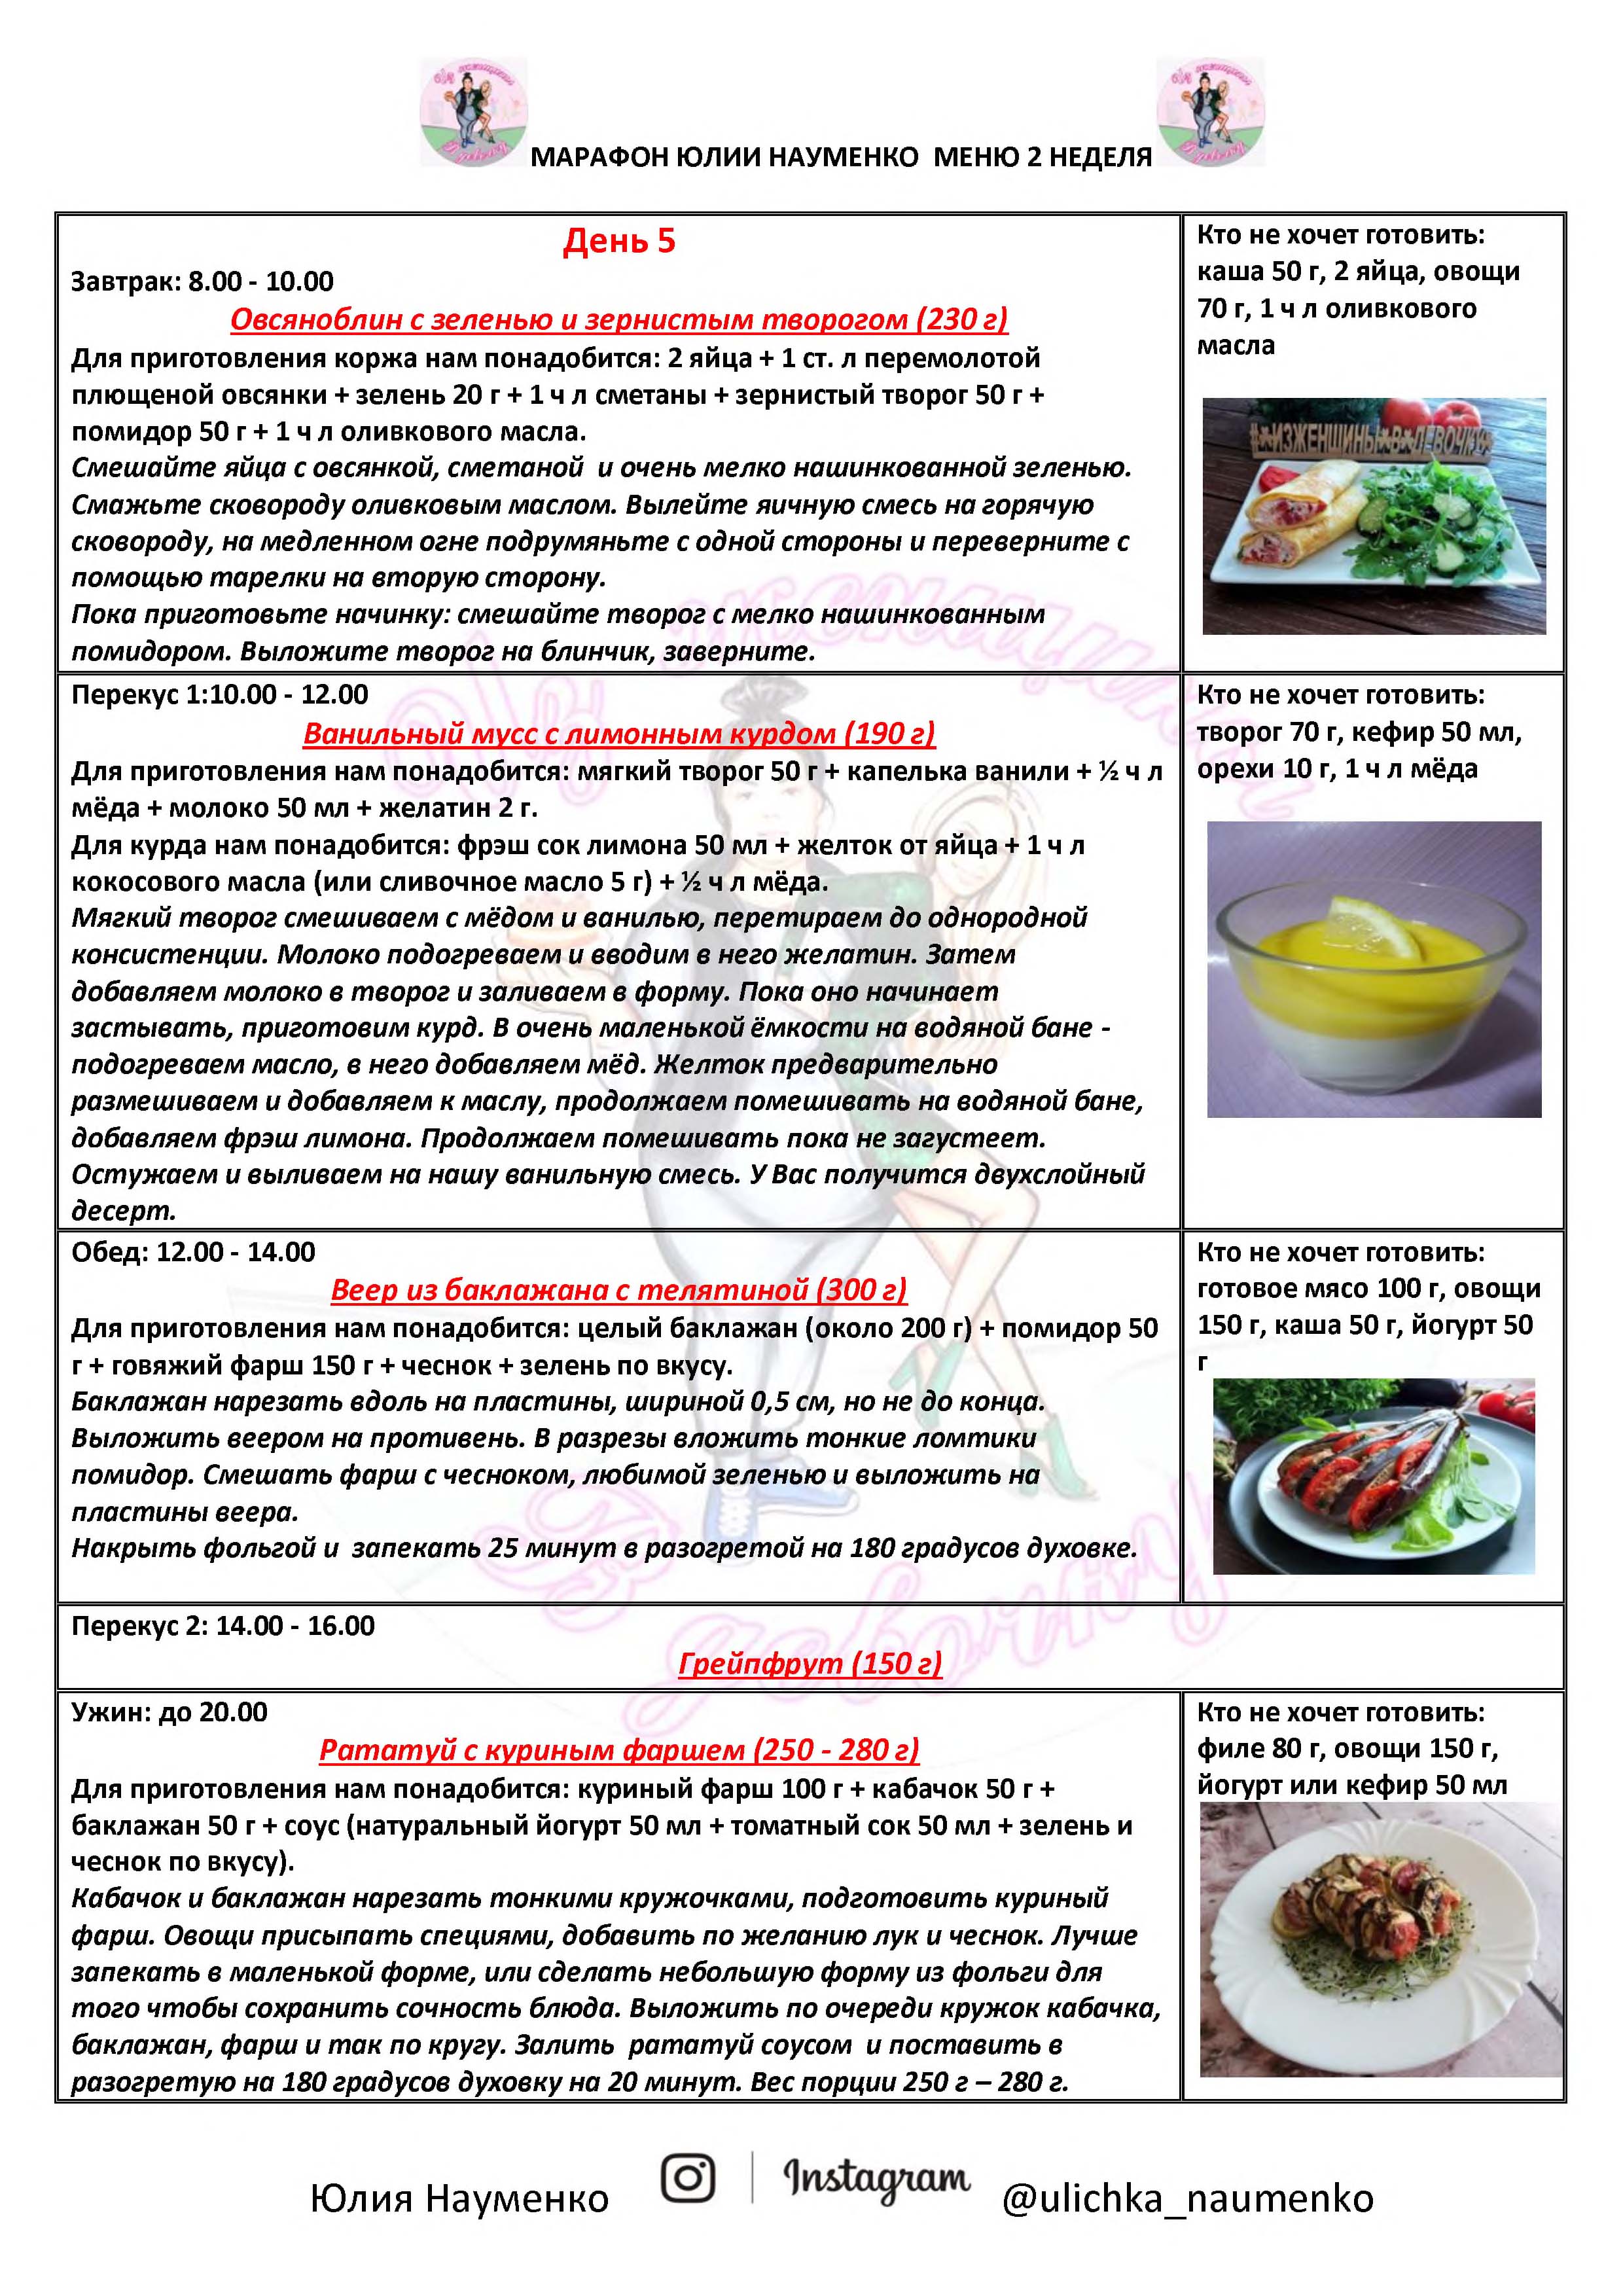 МАРАФОН ЮЛИИ НАУМЕНКО МЕНЮ 2 НЕДЕЛЯ
День 5
Завтрак: 8.00 - 10.00
Овсяноблин с зеленью и зернистым творогом (230 г)
Для приготовления коржа нам понадобится: 2 яйца + 1 ст. л перемолотой
плющеной овсянки + зелень 20 г + 1 ч л сметаны + зернистый творог 50 г +
помидор 50 г + 1 ч л оливкового масла.
Смешайте яйца с овсянкой, сметаной и очень мелко нашинкованной зеленью.
Смажьте сковороду оливковым маслом. Вылейте яичную смесь на горячую
сковороду, на медленном огне подрумяньте с одной стороны и переверните с
помощью тарелки на вторую сторону.
Пока приготовьте начинку: смешайте творог с мелко нашинкованным
помидором. Выложите творог на блинчик, заверните.
Кто не хочет готовить:
каша 50 г, 2 яйца, овощи
70 г, 1 ч л оливкового
масла
#ИЗЖЕНЩИНЫВДЕВОЧКУ
Перекус 1:10.00 - 12.00
Ванильный мусс с лимонным курдом (190 г)
Для приготовления нам понадобится: мягкий творог 50 г + капелька ванили + ½ ч л
мёда + молоко 50 мл + желатин 2 г.
Для курда нам понадобится: фрэш сок лимона 50 мл + желток от яйца + 1 ч л
кокосового масла (или сливочное масло 5 г) + ½ ч л мёда.
Мягкий творог смешиваем с мёдом и ванилью, перетираем до однородной
консистенции. Молоко подогреваем и вводим в него желатин. Затем
добавляем молоко в творог и заливаем в форму. Пока оно начинает
застывать, приготовим курд. В очень маленькой ёмкости на водяной бане -
подогреваем масло, в него добавляем мёд. Желток предварительно
размешиваем и добавляем к маслу, продолжаем помешивать на водяной бане,
добавляем фрэш лимона. Продолжаем помешивать пока не загустеет.
Остужаем и выливаем на нашу ванильную смесь. У Вас получится двухслойный
десерт.
Кто не хочет готовить:
творог 70 г, кефир 50 мл,
орехи 10 г, 1 ч л мёда
Обед: 12.00 - 14.00
Веер из баклажана с телятиной (300 г)
Для приготовления нам понадобится: целый баклажан (около 200 г) + помидор 50
г + говяжий фарш 150 г + чеснок + зелень по вкусу.
Баклажан нарезать вдоль на пластины, шириной 0,5 см, но не до конца.
Выложить веером на противень. В разрезы вложить тонкие ломтики
помидор. Смешать фарш с чесноком, любимой зеленью и выложить на
пластины веера.
Накрыть фольгой и запекать 25 минут в разогретой на 180 градусов духовке.
Кто не хочет готовить:
готовое мясо 100 г, овощи
150 г, каша 50 г, йогурт 50
г
Перекус 2: 14.00 - 16.00
Грейпфрут (150 г)
Ужин: до 20.00
Рататуй с куриным фаршем (250 - 280 г)
Для приготовления нам понадобится: куриный фарш 100 г + кабачок 50 г +
баклажан 50 г + соус (натуральный йогурт 50 мл + томатный сок 50 мл + зелень и
чеснок по вкусу).
Кабачок и баклажан нарезать тонкими кружочками, подготовить куриный
фарш. Овощи присыпать специями, добавить по желанию лук и чеснок. Лучше
запекать в маленькой форме, или сделать небольшую форму из фольги для
того чтобы сохранить сочность блюда. Выложить по очереди кружок кабачка,
баклажан, фарш и так по кругу. Залить рататуй соусом и поставить в
разогретую на 180 градусов духовку на 20 минут. Вес порции 250 г – 280 г.
Кто не хочет готовить:
филе 80 г, овощи 150 г,
йогурт или кефир 50 мл
Из женщины
В девочку
Юлия Науменко Instagram @ulichka_naumenko